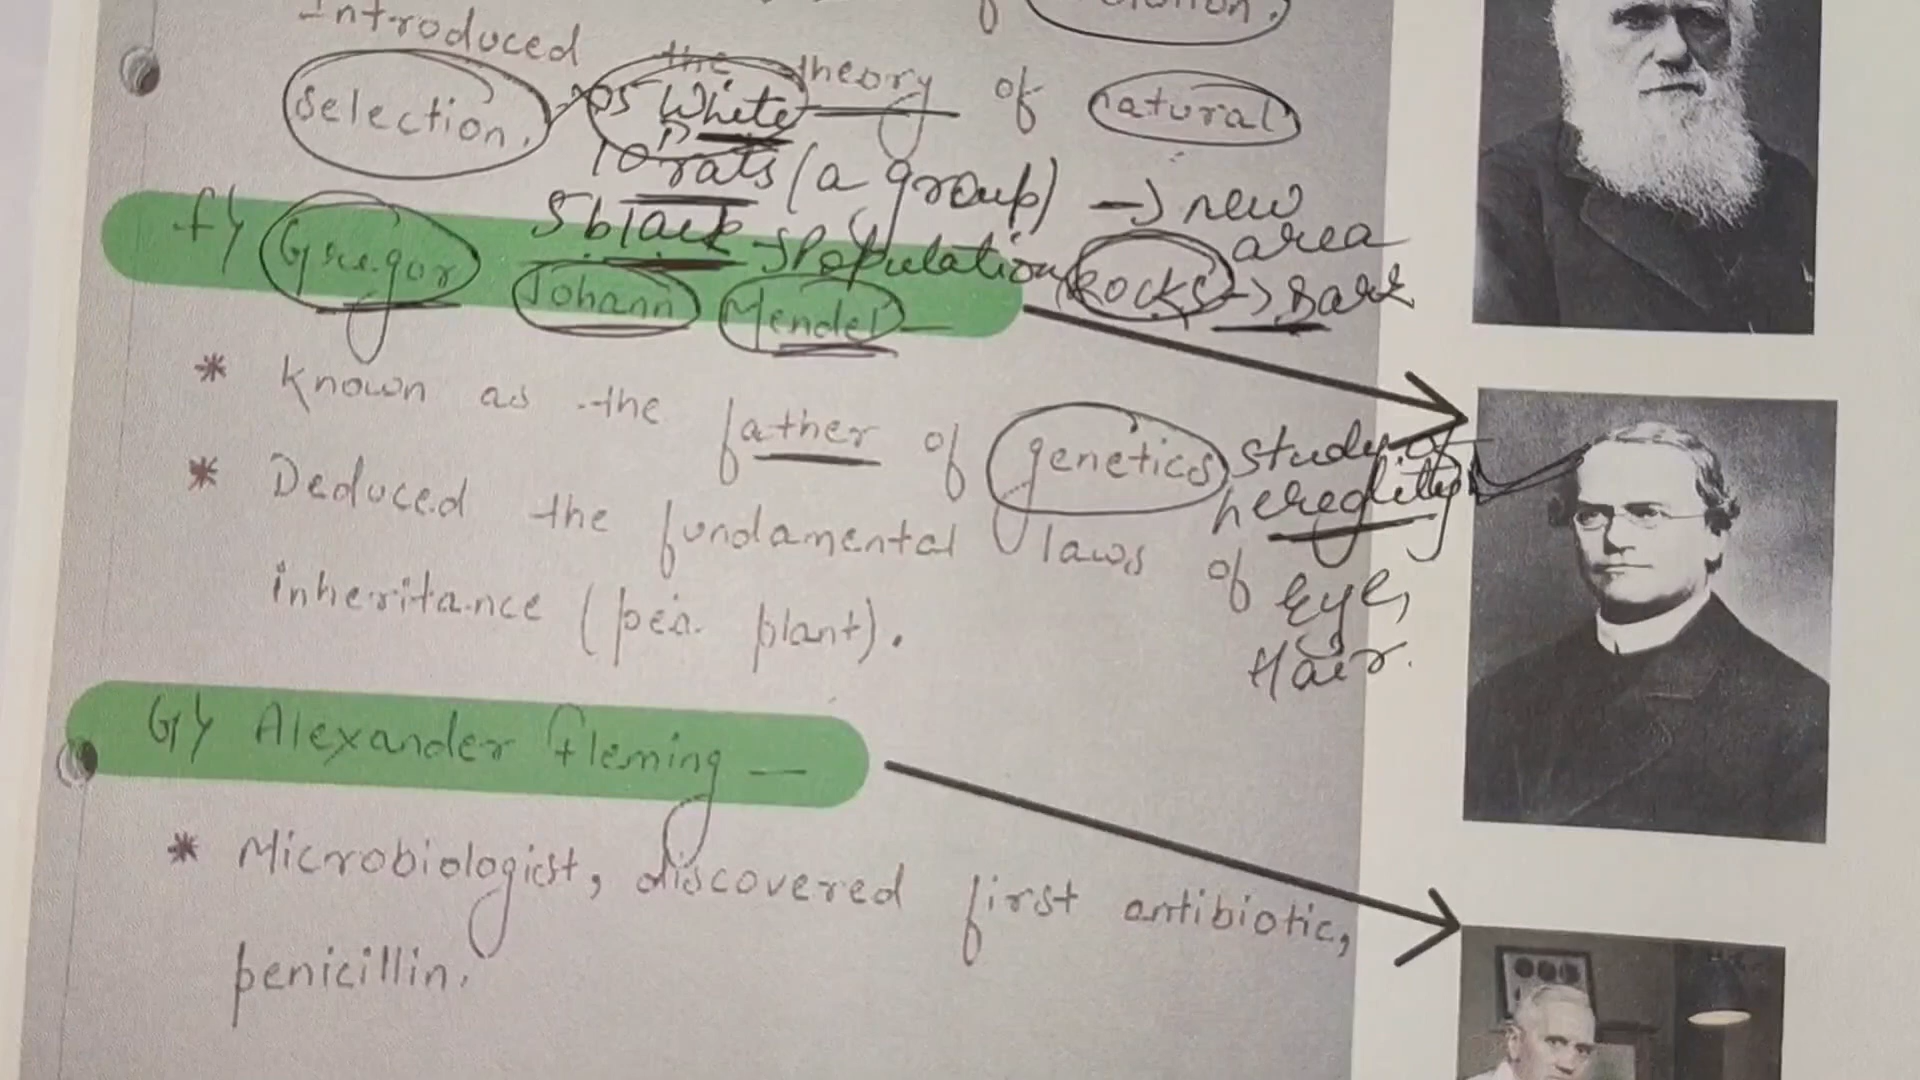 Introduced the theory of natural
selection.
5 White
10 rats (a group) → new area
5 black → Population Rocks → Dark
f) Gregor Johann Mendel —
* Known as the father of genetics
study of heredity
* Deduced the fundamental laws of
Eye,
Hair.
inheritance (pea plant).
G) Alexander Fleming —
* Microbiologist, discovered first antibiotic,
penicillin.